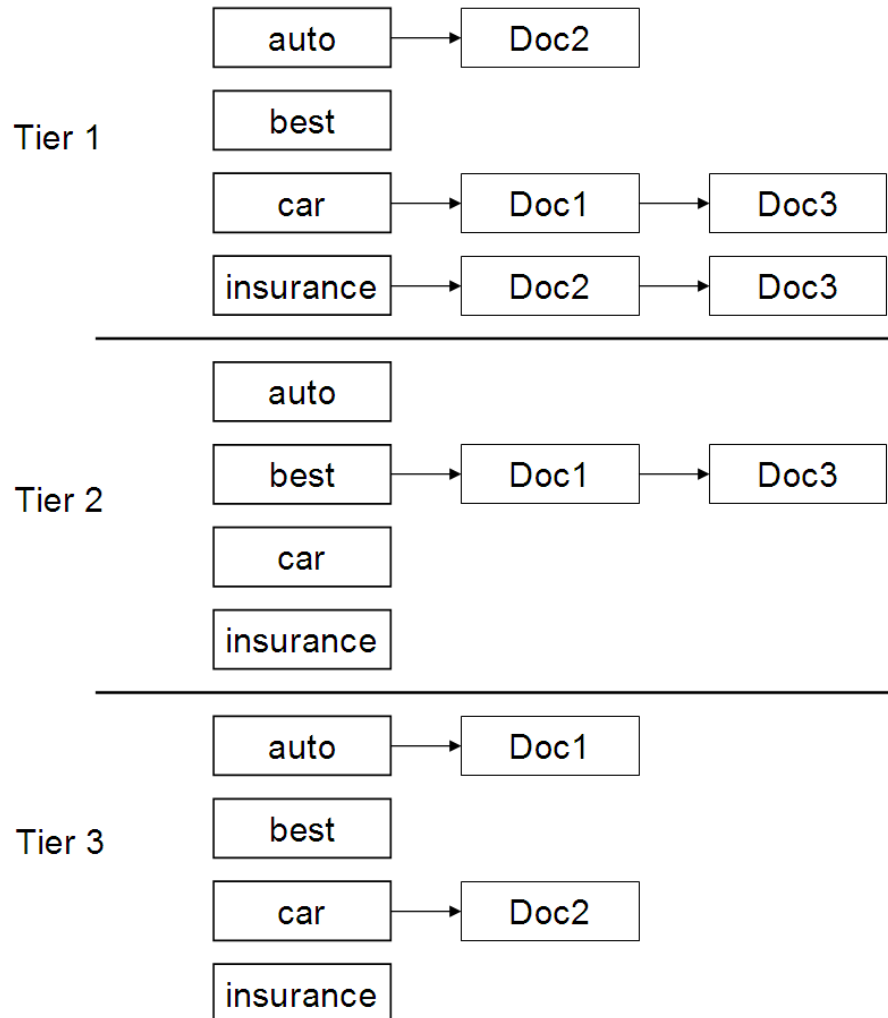 auto Doc2
Tier 1
best
car Doc1 Doc3
insurance Doc2 Doc3
auto
Tier 2
best Doc1 Doc3
car
insurance
auto Doc1
Tier 3
best
car Doc2
insurance